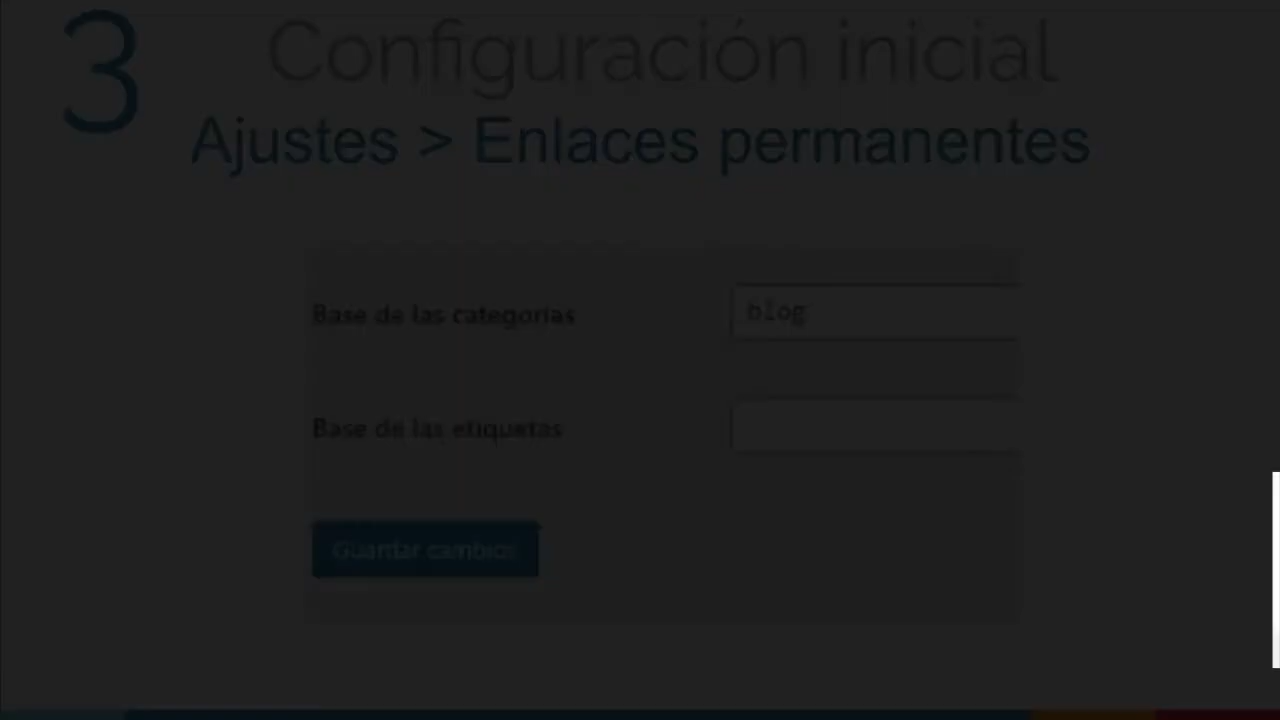 3
Configuración inicial
Ajustes > Enlaces permanentes
Base de las categorías
blog
Base de las etiquetas
Guardar cambios